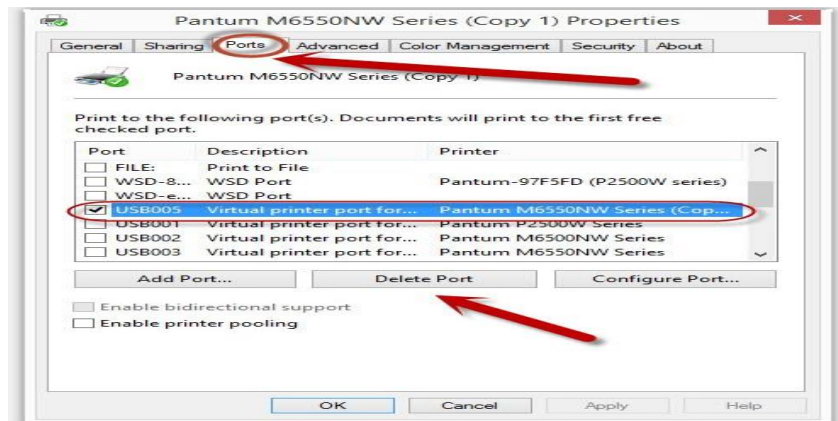 Pantum M6550NW Series (Copy 1) Properties
General Sharing Ports Advanced Color Management Security About
Pantum M6550NW Series (Copy 1)
Print to the following port(s). Documents will print to the first free
checked port.
Port Description Printer
FILE: Print to File
WSD-8... WSD Port Pantum-97F5FD (P2500W series)
WSD-e... WSD Port
USB005 Virtual printer port for... Pantum M6550NW Series (Cop...
USB001 Virtual printer port for... Pantum P2500W Series
USB002 Virtual printer port for... Pantum M6500NW Series
USB003 Virtual printer port for... Pantum M6550NW Series
Add Port... Delete Port Configure Port...
Enable bidirectional support
Enable printer pooling
OK Cancel Apply Help